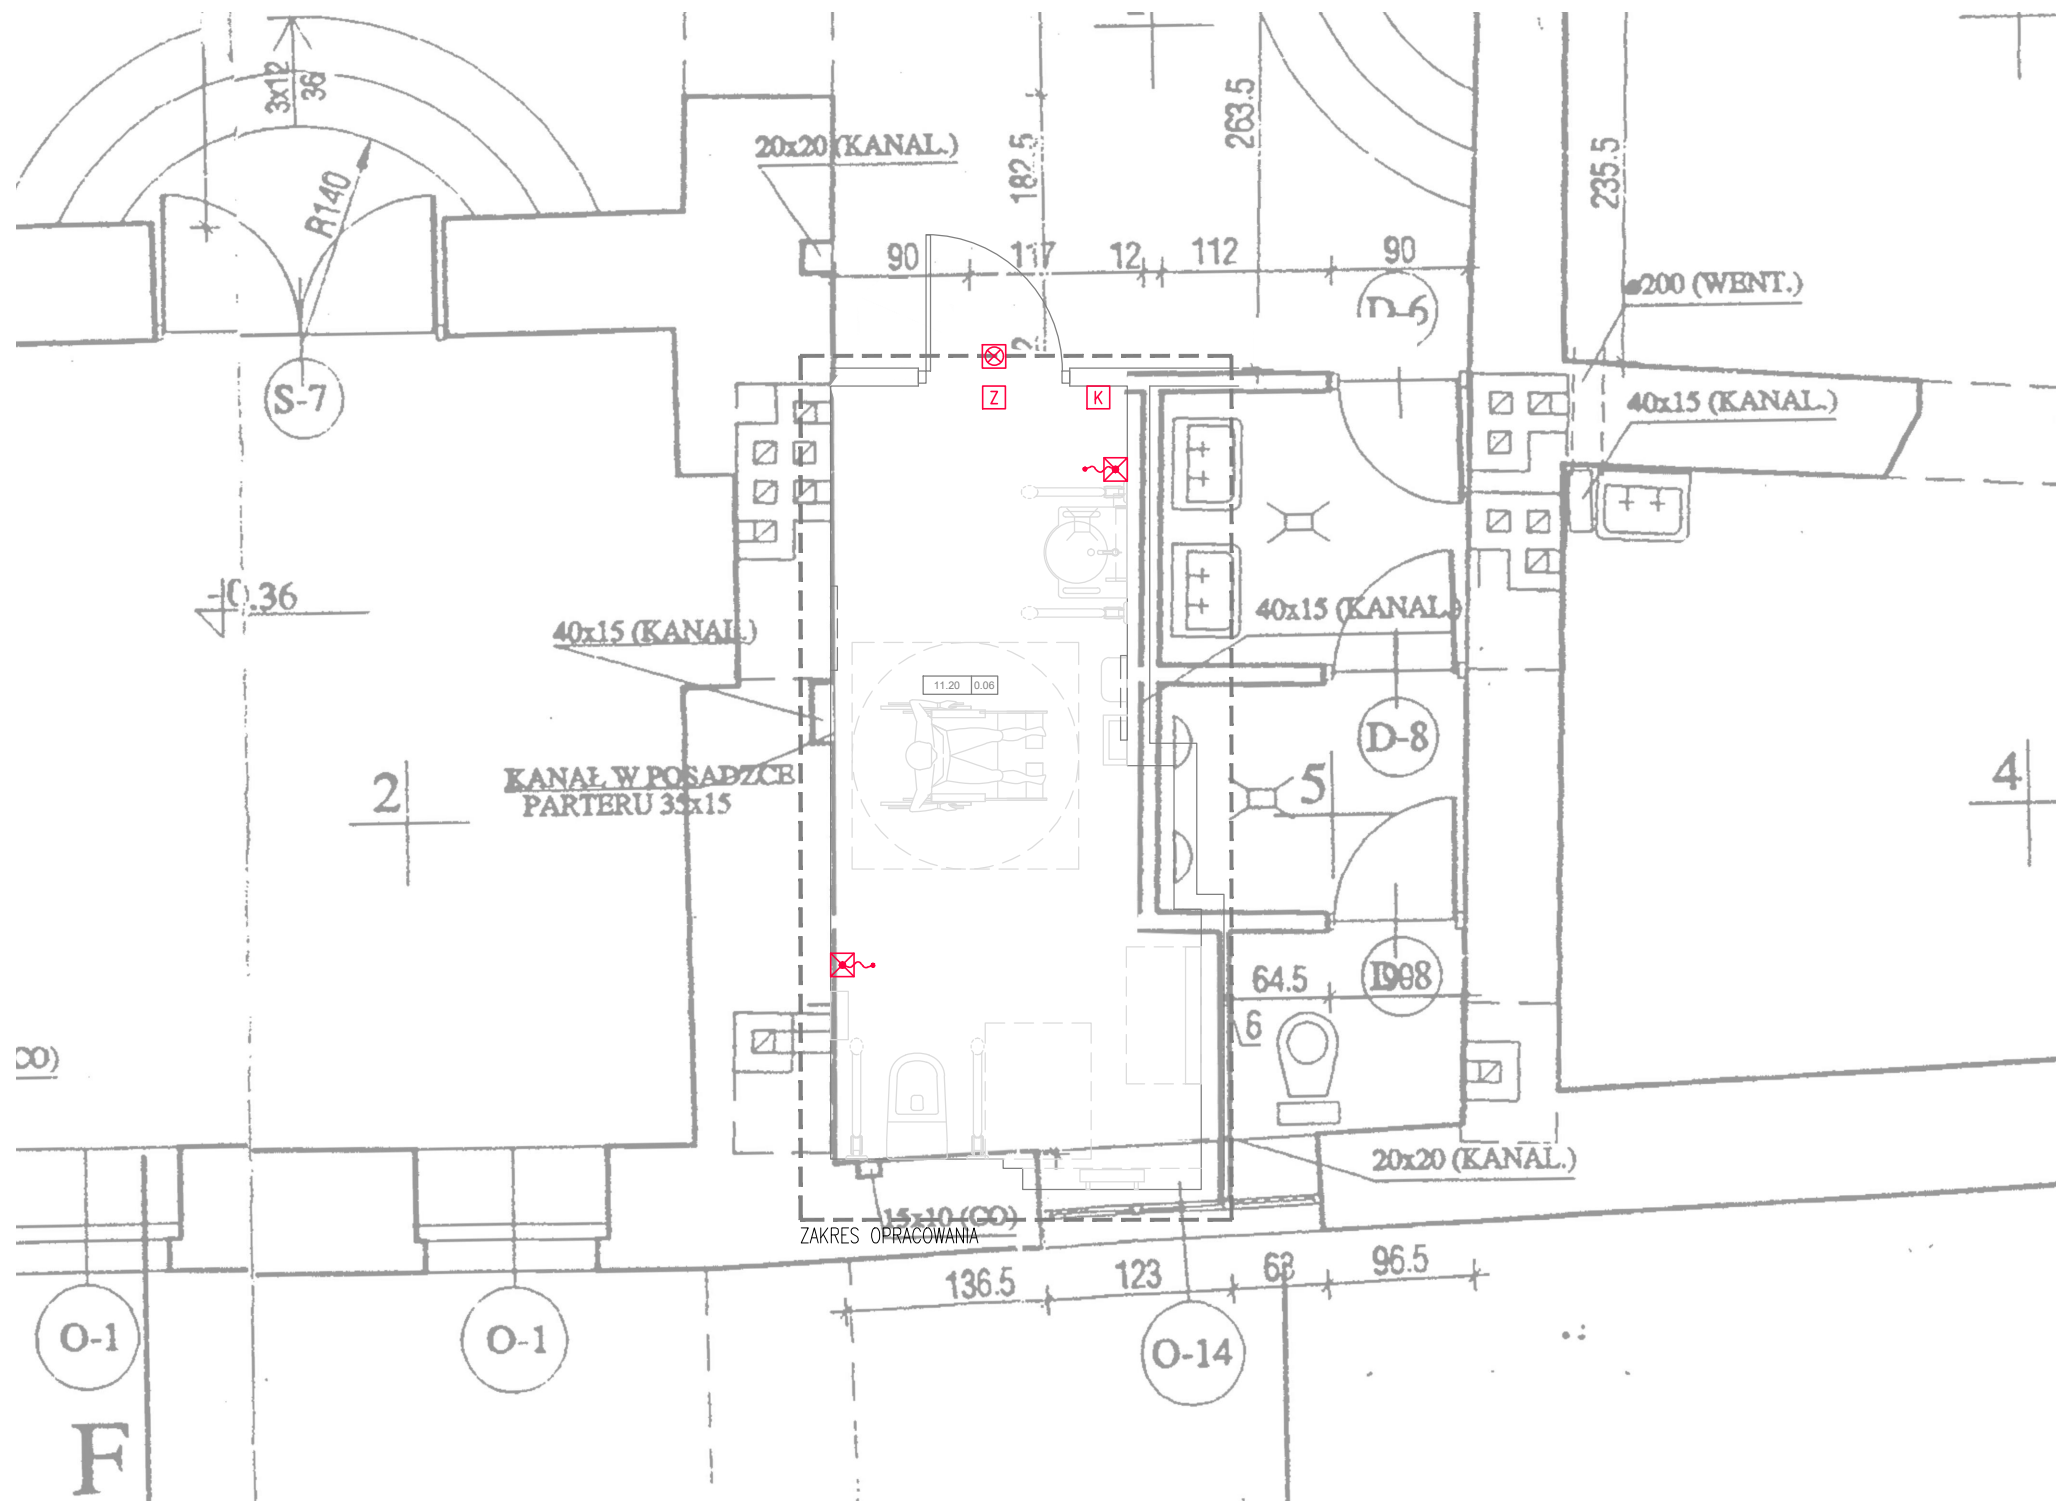 3x12
36
R140
20x20 (KANAL.)
182.5
263.5
235.5
90
117
12
112
90
D-6
ø200 (WENT.)
2
S-7
Z
K
40x15 (KANAL.)
-0.36
40x15 (KANAL.)
40x15 (KANAL.)
11.20
0.06
D-8
2
KANAŁ W POSADZCE
PARTERU 35x15
5
4
64.5
6
CO)
20x20 (KANAL.)
15x10 (CO)
ZAKRES OPRACOWANIA
136.5
123
63
96.5
O-1
O-1
O-14
F